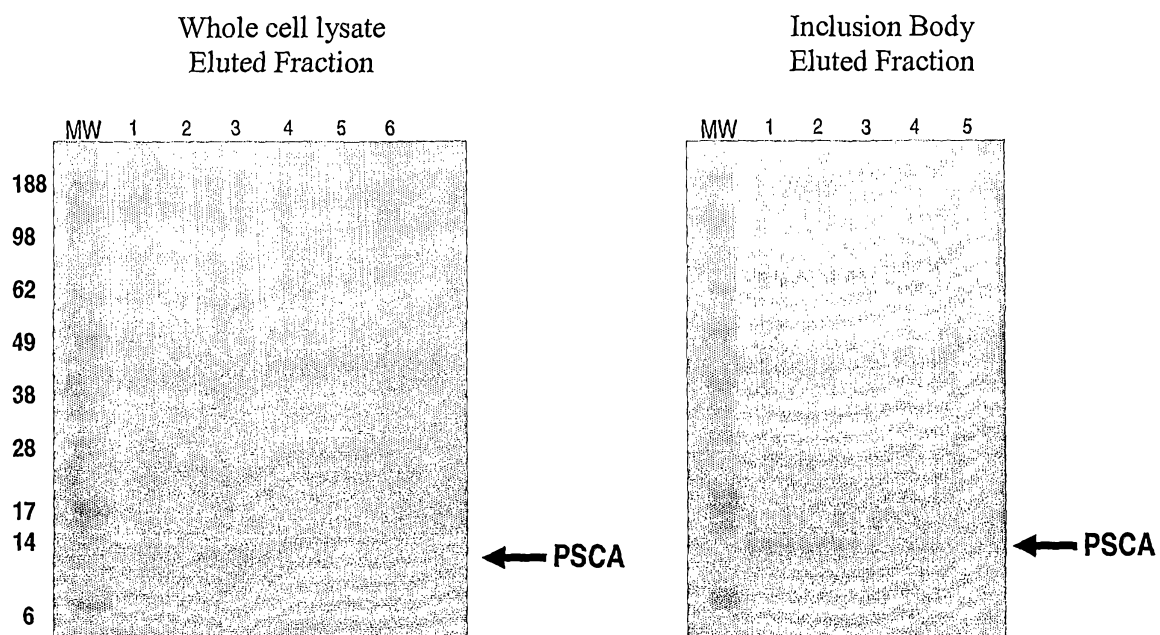 Whole cell lysate
Eluted Fraction
MW 1 2 3 4 5 6
188
98
62
49
38
28
17
14
6
PSCA
Inclusion Body
Eluted Fraction
MW 1 2 3 4 5
PSCA